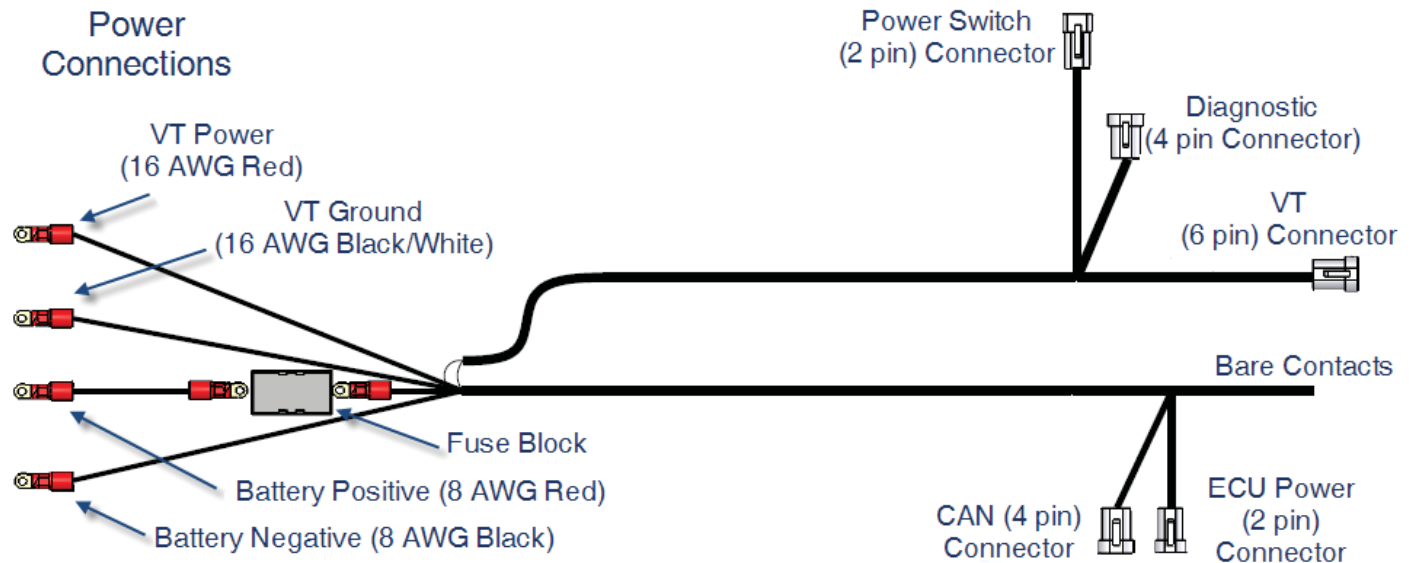 Power
Connections
VT Power
(16 AWG Red)
VT Ground
(16 AWG Black/White)
Fuse Block
Battery Positive (8 AWG Red)
Battery Negative (8 AWG Black)
Power Switch
(2 pin) Connector
Diagnostic
(4 pin Connector)
VT
(6 pin) Connector
Bare Contacts
CAN (4 pin)
Connector
ECU Power
(2 pin)
Connector